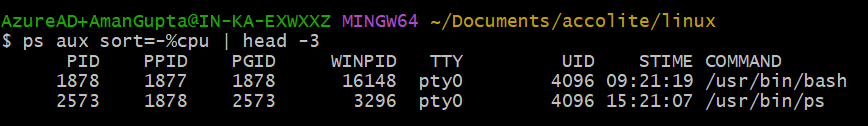 AzureAD+AmanGupta@IN-KA-EXWXXZ MINGW64 ~/Documents/accolite/linux
$ ps aux sort=-%cpu | head -3
PID PPID PGID WINPID TTY UID STIME COMMAND
1878 1877 1878 16148 pty0 4096 09:21:19 /usr/bin/bash
2573 1878 2573 3296 pty0 4096 15:21:07 /usr/bin/ps